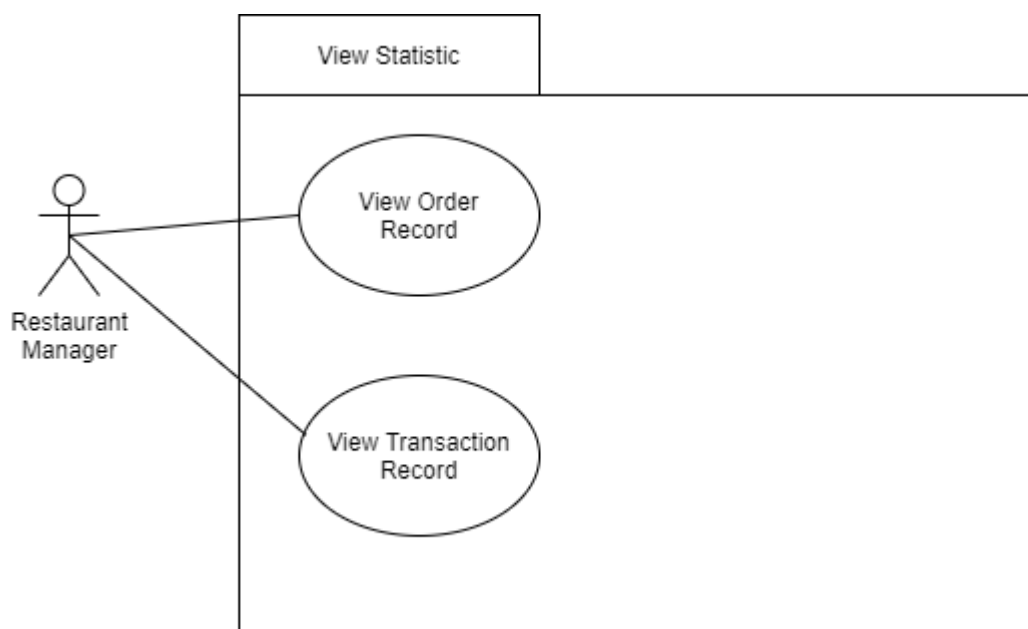 View Statistic
View Order
Record
Restaurant
Manager
View Transaction
Record